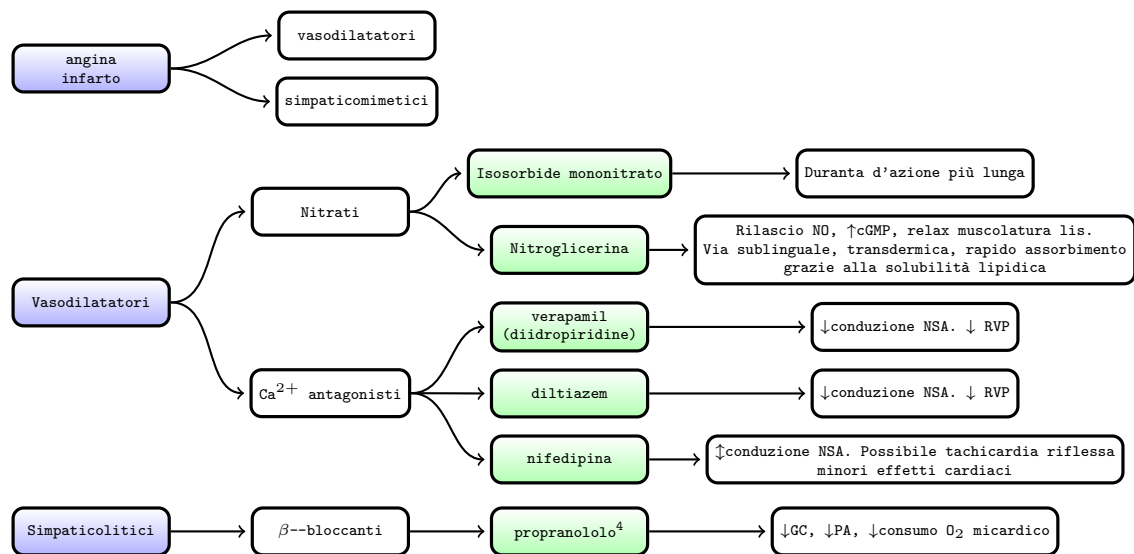 angina
infarto
vasodilatatori
simpaticomimetici
Vasodilatatori
Nitrati
Isosorbide mononitrato
Duranta d'azione più lunga
Nitroglicerina
Rilascio NO, ↑cGMP, relax muscolatura lis.
Via sublinguale, transdermica, rapido assorbimento
grazie alla solubilità lipidica
Ca²⁺ antagonisti
verapamil
(diidropiridine)
↓conduzione NSA. ↓ RVP
diltiazem
↓conduzione NSA. ↓ RVP
nifedipina
↕conduzione NSA. Possibile tachicardia riflessa
minori effetti cardiaci
Simpaticolitici
β--bloccanti
propranololo⁴
↓GC, ↓PA, ↓consumo O₂ micardico